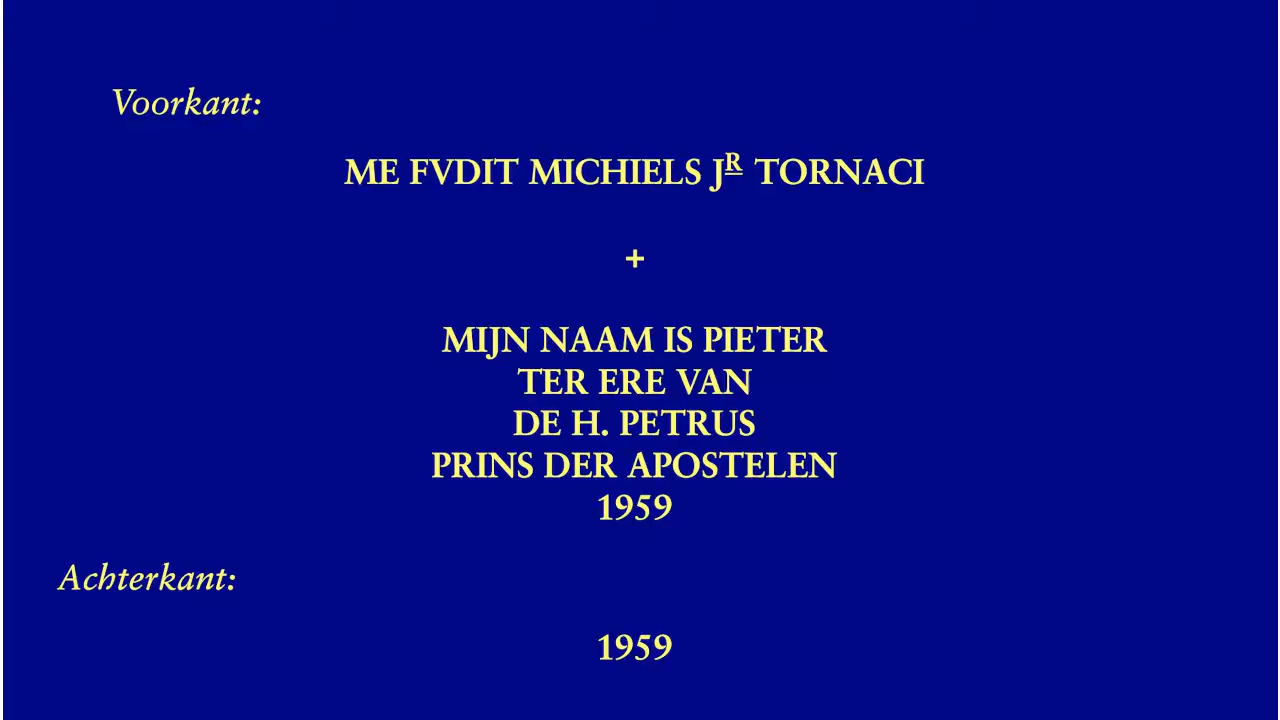 Voorkant:
ME FVDIT MICHIELS JR TORNACI
+
MIJN NAAM IS PIETER
TER ERE VAN
DE H. PETRUS
PRINS DER APOSTELEN
1959
Achterkant:
1959